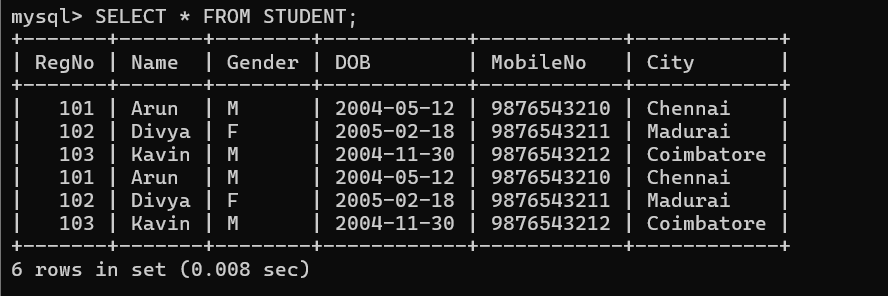 mysql> SELECT * FROM STUDENT;
+-------+-------+--------+------------+------------+------------+
| RegNo | Name  | Gender | DOB        | MobileNo   | City       |
+-------+-------+--------+------------+------------+------------+
|   101 | Arun  | M      | 2004-05-12 | 9876543210 | Chennai    |
|   102 | Divya | F      | 2005-02-18 | 9876543211 | Madurai    |
|   103 | Kavin | M      | 2004-11-30 | 9876543212 | Coimbatore |
|   101 | Arun  | M      | 2004-05-12 | 9876543210 | Chennai    |
|   102 | Divya | F      | 2005-02-18 | 9876543211 | Madurai    |
|   103 | Kavin | M      | 2004-11-30 | 9876543212 | Coimbatore |
+-------+-------+--------+------------+------------+------------+
6 rows in set (0.008 sec)